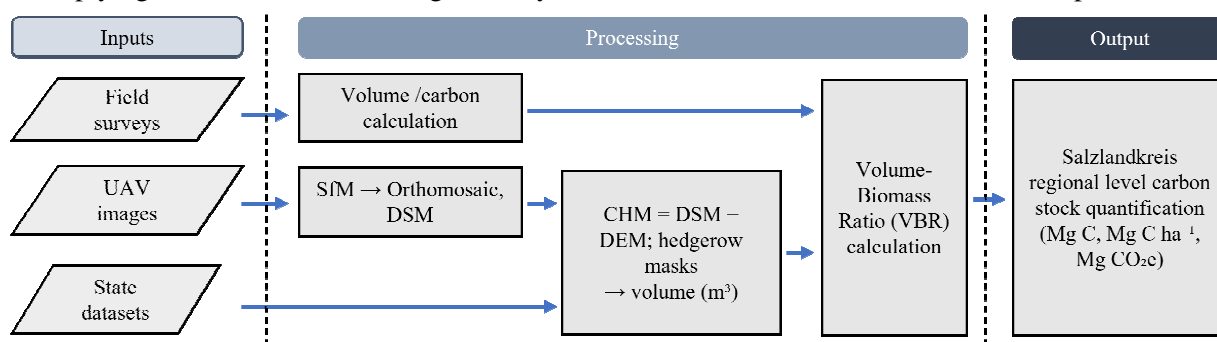 Inputs
Processing
Output
Field
surveys
Volume /carbon
calculation
UAV
images
SfM → Orthomosaic,
DSM
State
datasets
CHM = DSM −
DEM; hedgerow
masks
→ volume (m³)
Volume-
Biomass
Ratio (VBR)
calculation
Salzlandkreis
regional level carbon
stock quantification
(Mg C, Mg C ha⁻¹,
Mg CO₂e)